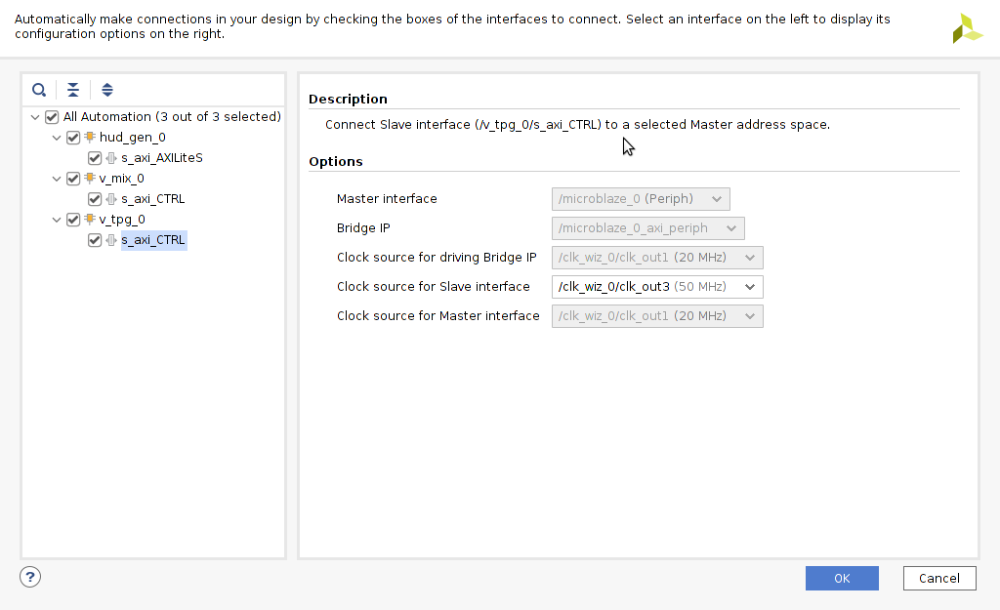 Automatically make connections in your design by checking the boxes of the interfaces to connect. Select an interface on the left to display its
configuration options on the right.
All Automation (3 out of 3 selected)
hud_gen_0
s_axi_AXILiteS
v_mix_0
s_axi_CTRL
v_tpg_0
s_axi_CTRL
Description
Connect Slave interface (/v_tpg_0/s_axi_CTRL) to a selected Master address space.
Options
Master interface /microblaze_0 (Periph)
Bridge IP /microblaze_0_axi_periph
Clock source for driving Bridge IP /clk_wiz_0/clk_out1 (20 MHz)
Clock source for Slave interface /clk_wiz_0/clk_out3 (50 MHz)
Clock source for Master interface /clk_wiz_0/clk_out1 (20 MHz)
?
OK
Cancel